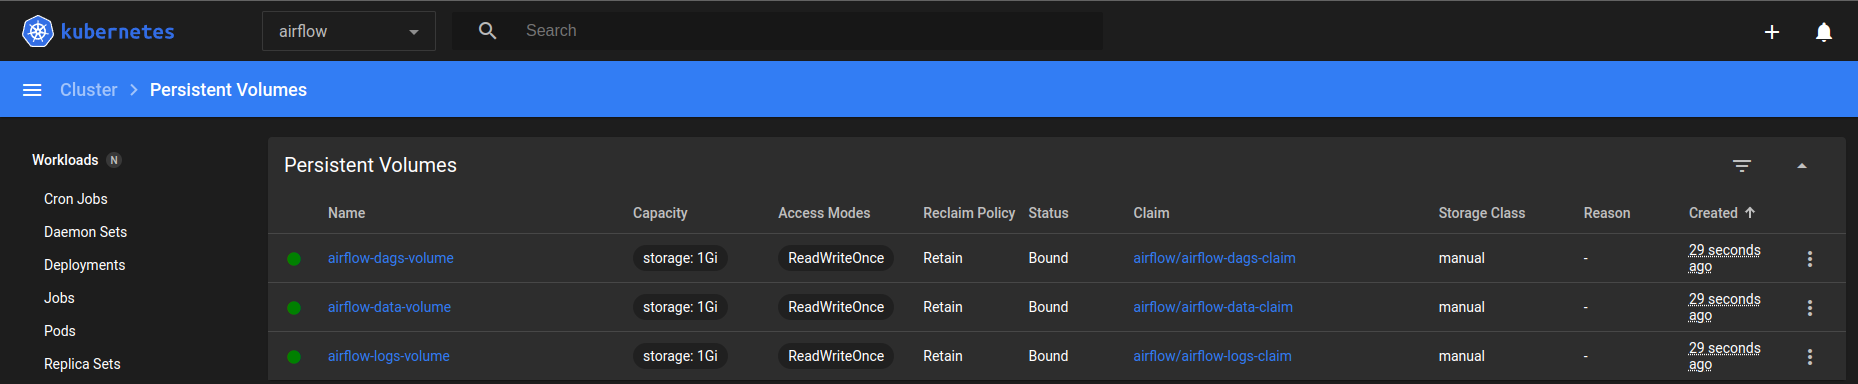 kubernetes
airflow
Search
Cluster > Persistent Volumes
Workloads N
Cron Jobs
Daemon Sets
Deployments
Jobs
Pods
Replica Sets
Persistent Volumes
Name Capacity Access Modes Reclaim Policy Status Claim Storage Class Reason Created ↑
airflow-dags-volume storage: 1Gi ReadWriteOnce Retain Bound airflow/airflow-dags-claim manual - 29 seconds
ago
airflow-data-volume storage: 1Gi ReadWriteOnce Retain Bound airflow/airflow-data-claim manual - 29 seconds
ago
airflow-logs-volume storage: 1Gi ReadWriteOnce Retain Bound airflow/airflow-logs-claim manual - 29 seconds
ago